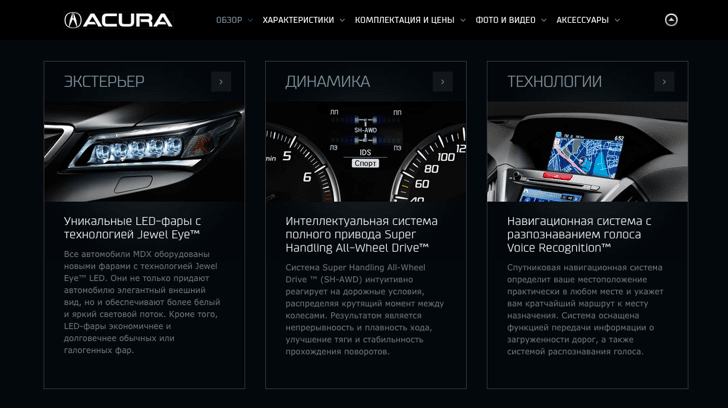 ACURA
ОБЗОР
ХАРАКТЕРИСТИКИ
КОМПЛЕКТАЦИЯ И ЦЕНЫ
ФОТО И ВИДЕО
АКСЕССУАРЫ
ЭКСТЕРЬЕР
Уникальные LED-фары с
технологией Jewel Eye™
Все автомобили MDX оборудованы
новыми фарами с технологией Jewel
Eye™ LED. Они не только придают
автомобилю элегантный внешний
вид, но и обеспечивают более белый
и яркий световой поток. Кроме того,
LED-фары экономичнее и
долговечнее обычных или
галогенных фар.
ДИНАМИКА
ЛП
ПП
SH-AWD
ЛЗ
ПЗ
IDS
Спорт
6
5
4
3
120
100
80
60
40
Интеллектуальная система
полного привода Super
Handling All-Wheel Drive™
Система Super Handling All-Wheel
Drive ™ (SH-AWD) интуитивно
реагирует на дорожные условия,
распределяя крутящий момент между
колесами. Результатом является
непрерывность и плавность хода,
улучшение тяги и стабильность
прохождения поворотов.
ТЕХНОЛОГИИ
Навигационная система с
разпознаванием голоса
Voice Recognition™
Спутниковая навигационная система
определит ваше местоположение
практически в любом месте и укажет
вам кратчайший маршрут к месту
назначения. Система оснащена
функцией передачи информации о
загруженности дорог, а также
системой распознавания голоса.